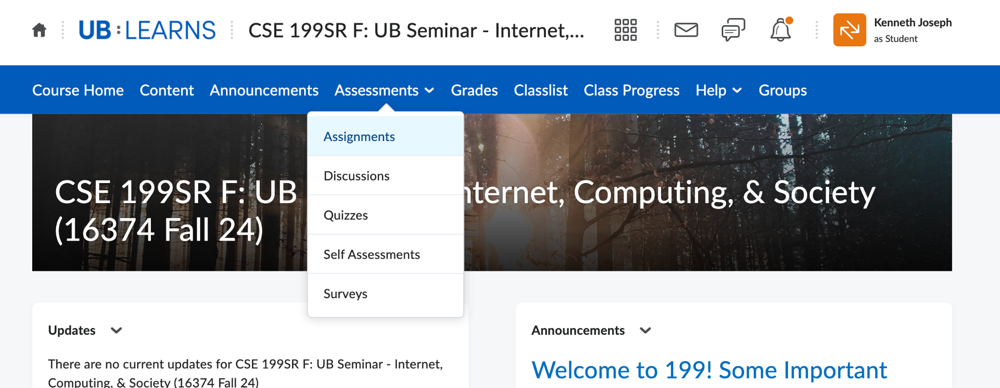 UB:LEARNS
CSE 199SR F: UB Seminar - Internet,...
Kenneth Joseph
as Student
Course Home Content Announcements Assessments Grades Classlist Class Progress Help Groups
Assignments
Discussions
Quizzes
Self Assessments
Surveys
CSE 199SR F: UB nternet, Computing, & Society
(16374 Fall 24)
Updates
There are no current updates for CSE 199SR F: UB Seminar - Internet,
Computing, & Society (16374 Fall 24)
Announcements
Welcome to 199! Some Important